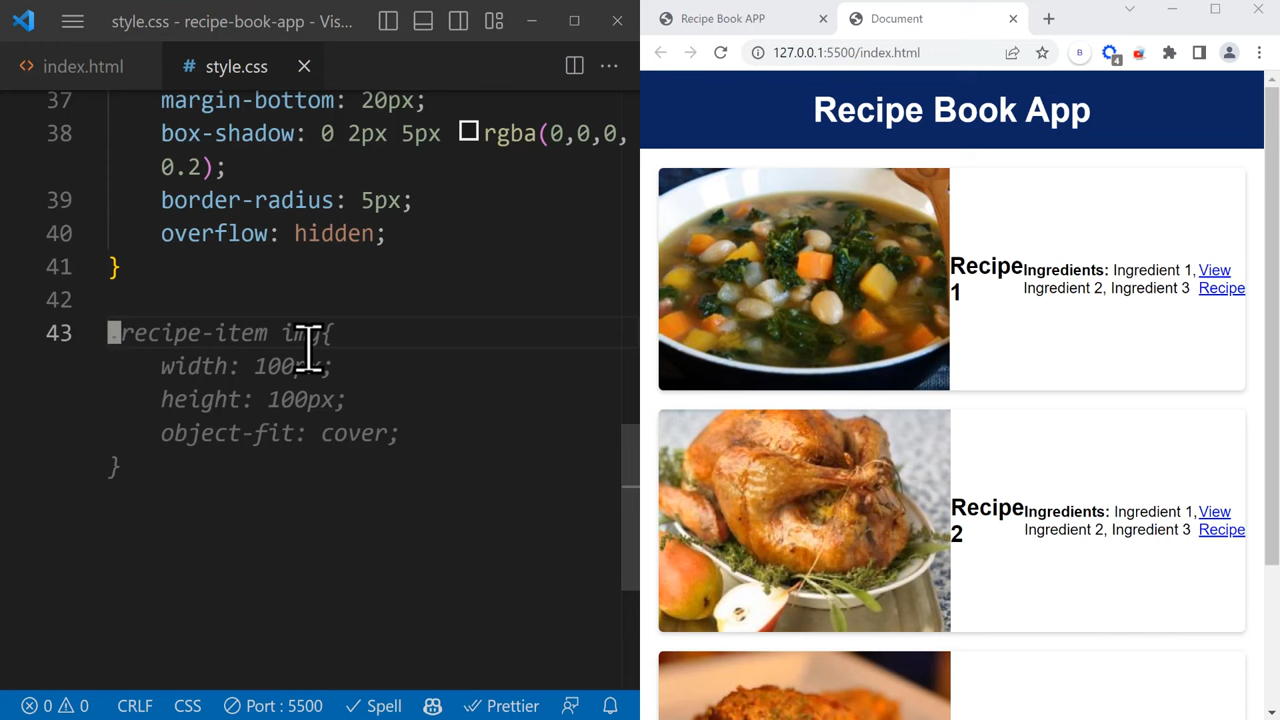 style.css - recipe-book-app - Vis...
index.html
# style.css
37 margin-bottom: 20px;
38 box-shadow: 0 2px 5px rgba(0,0,0,
0.2);
39 border-radius: 5px;
40 overflow: hidden;
41 }
42
43 .recipe-item img{
width: 100px;
height: 100px;
object-fit: cover;
}
0 0 CRLF CSS Port : 5500 Spell Prettier
Recipe Book APP
Document
127.0.0.1:5500/index.html
B
4
Recipe Book App
Recipe
1
Ingredients: Ingredient 1,
Ingredient 2, Ingredient 3
View
Recipe
Recipe
2
Ingredients: Ingredient 1,
Ingredient 2, Ingredient 3
View
Recipe